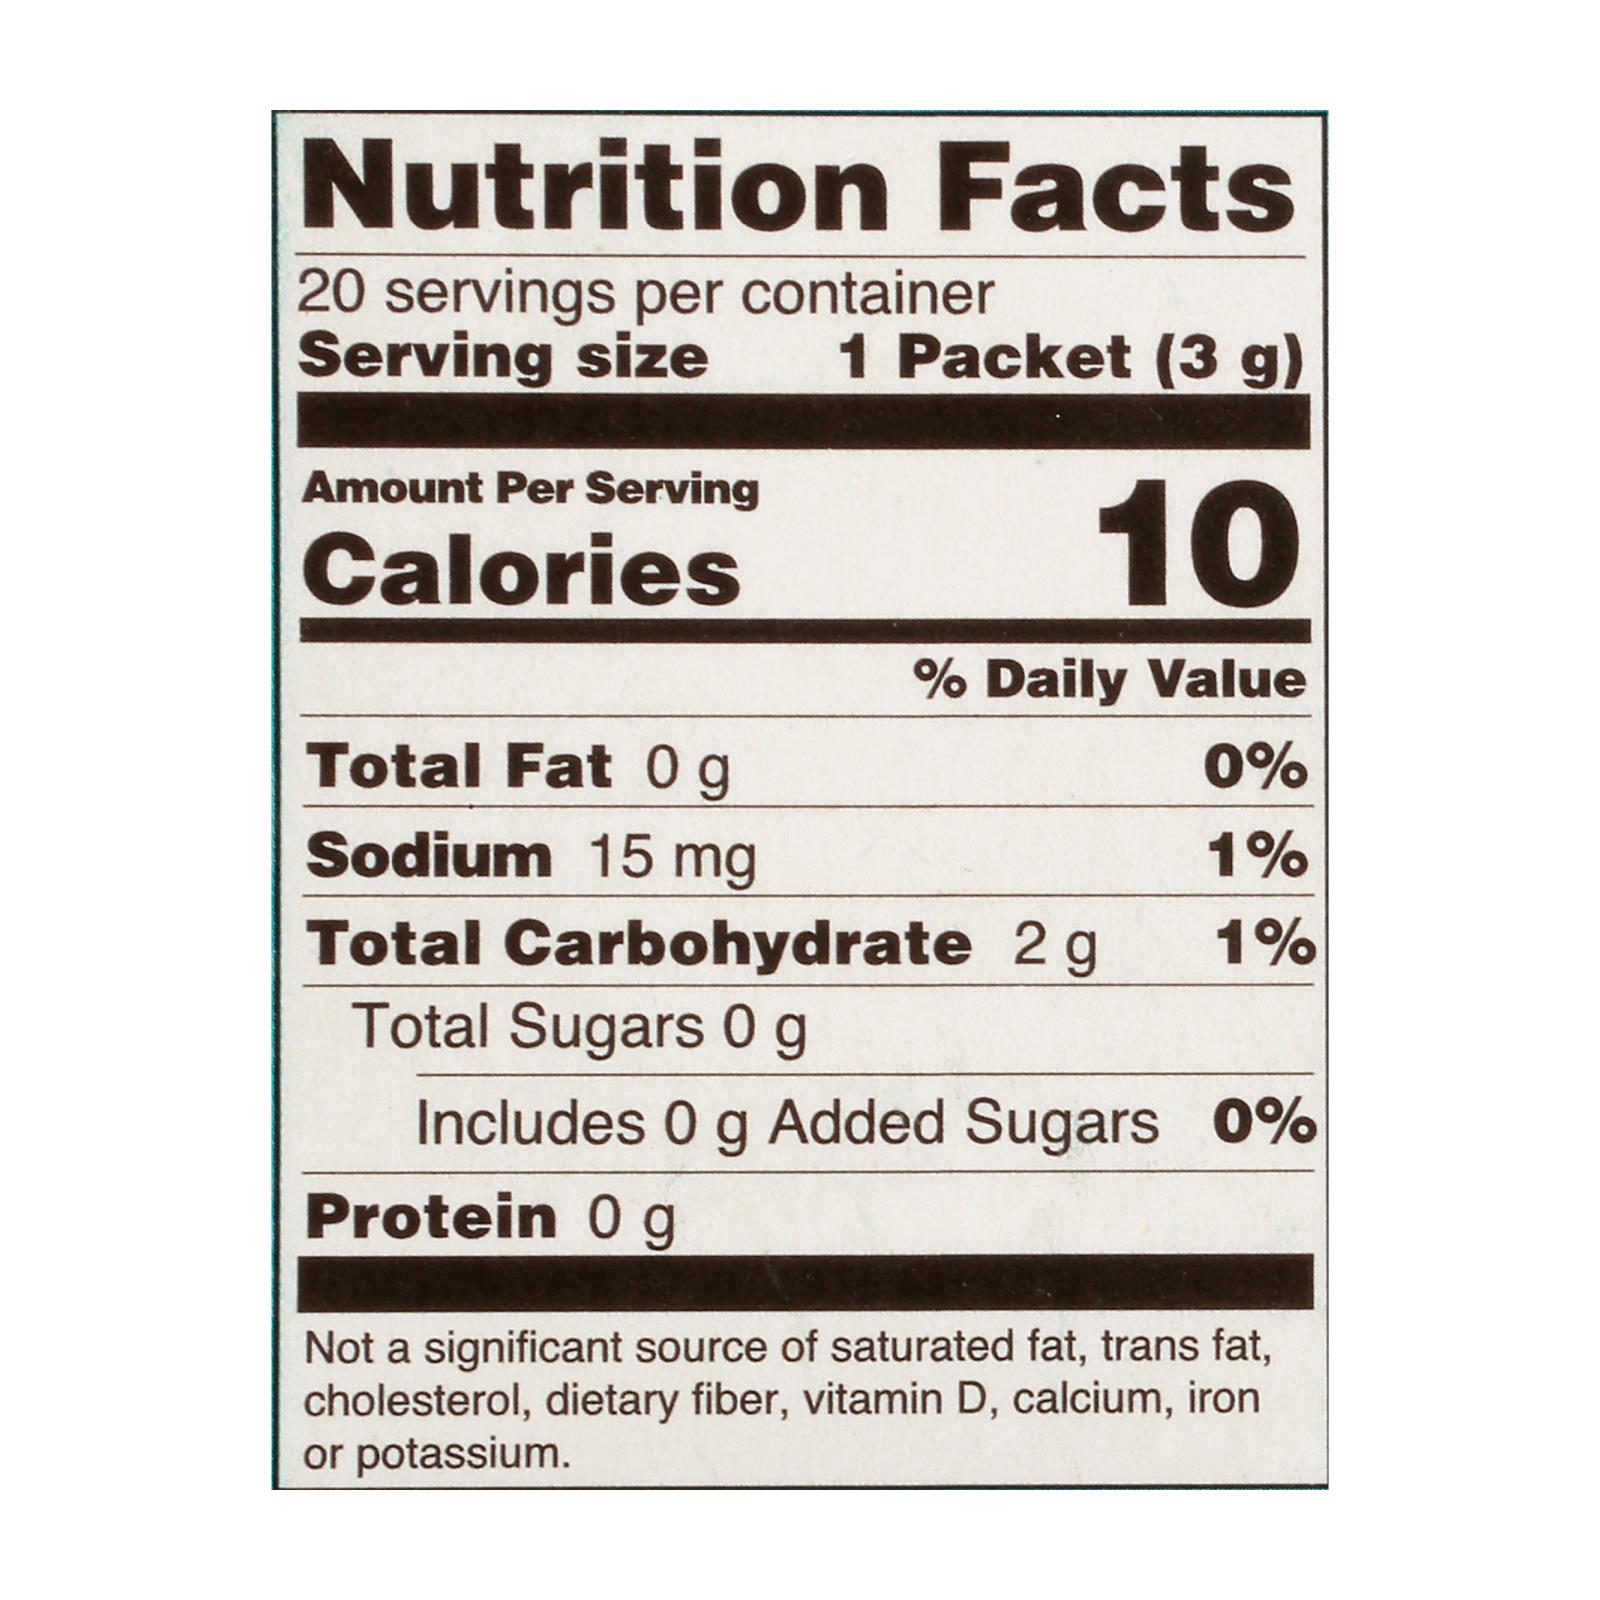 Nutrition Facts
20 servings per container
Serving size 1 Packet (3 g)
Amount Per Serving
Calories 10
% Daily Value
Total Fat 0 g 0%
Sodium 15 mg 1%
Total Carbohydrate 2 g 1%
Total Sugars 0 g
Includes 0 g Added Sugars 0%
Protein 0 g
Not a significant source of saturated fat, trans fat,
cholesterol, dietary fiber, vitamin D, calcium, iron
or potassium.